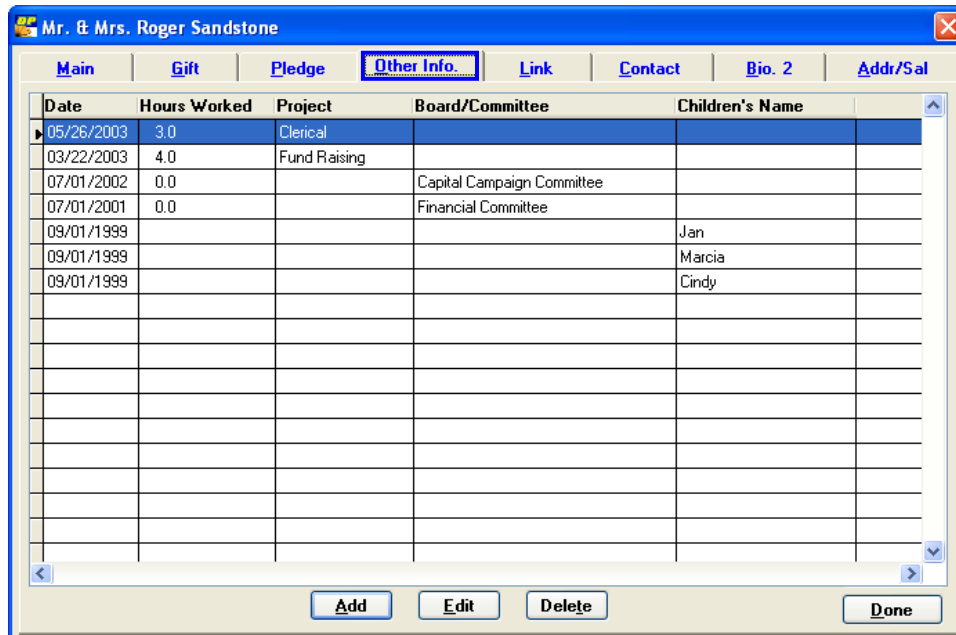 Mr. & Mrs. Roger Sandstone
Main Gift Pledge Other Info. Link Contact Bio. 2 Addr/Sal
Date Hours Worked Project Board/Committee Children's Name
05/26/2003 3.0 Clerical
03/22/2003 4.0 Fund Raising
07/01/2002 0.0 Capital Campaign Committee
07/01/2001 0.0 Financial Committee
09/01/1999 Jan
09/01/1999 Marcia
09/01/1999 Cindy
Add Edit Delete Done